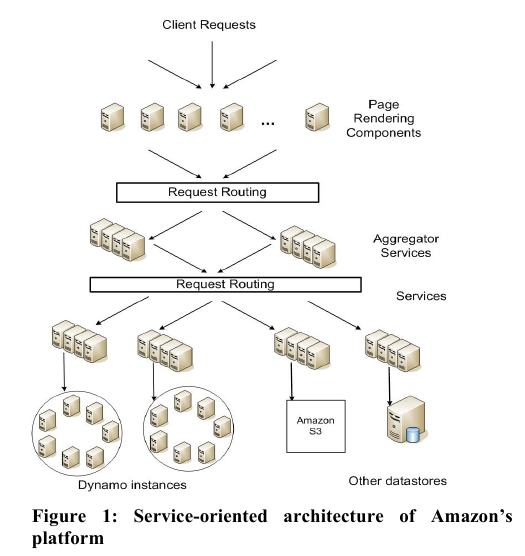 Client Requests
Page
Rendering
Components
...
Request Routing
Aggregator
Services
Request Routing
Services
Amazon
S3
Dynamo instances
Other datastores
Figure 1: Service-oriented architecture of Amazon’s
platform